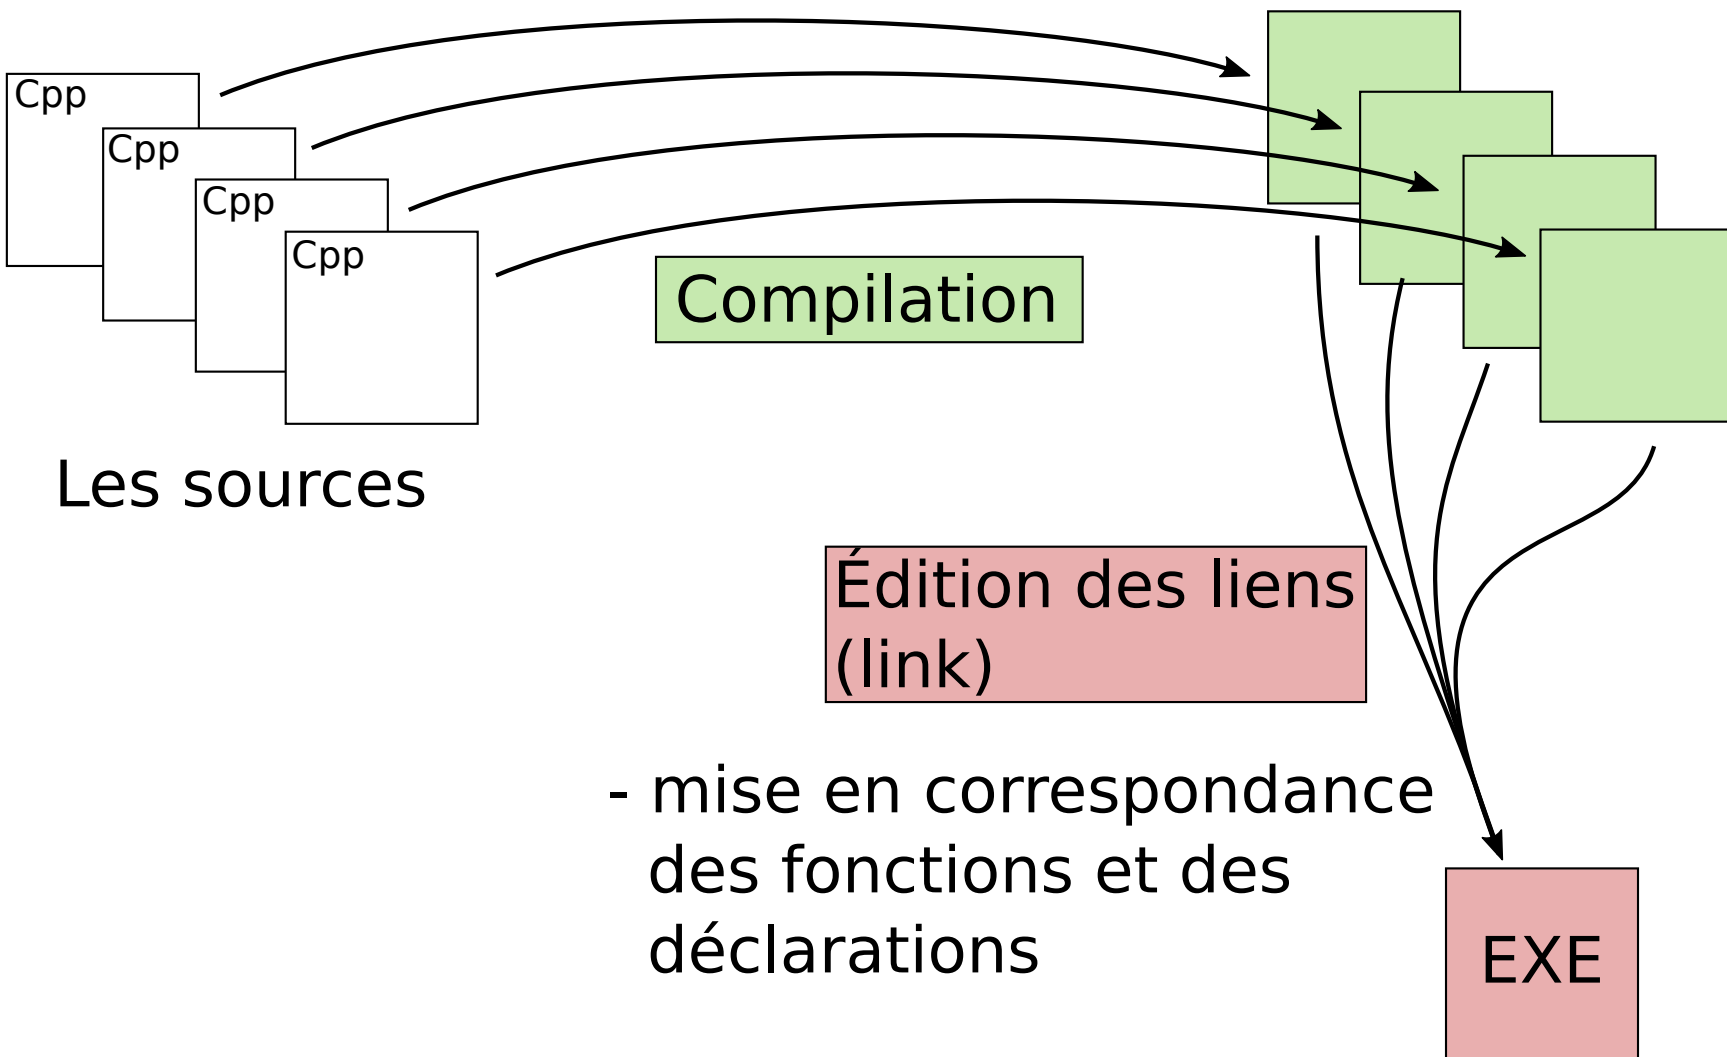 Cpp
Cpp
Cpp
Cpp
Compilation
Les sources
Édition des liens
(link)
- mise en correspondance
des fonctions et des
déclarations
EXE